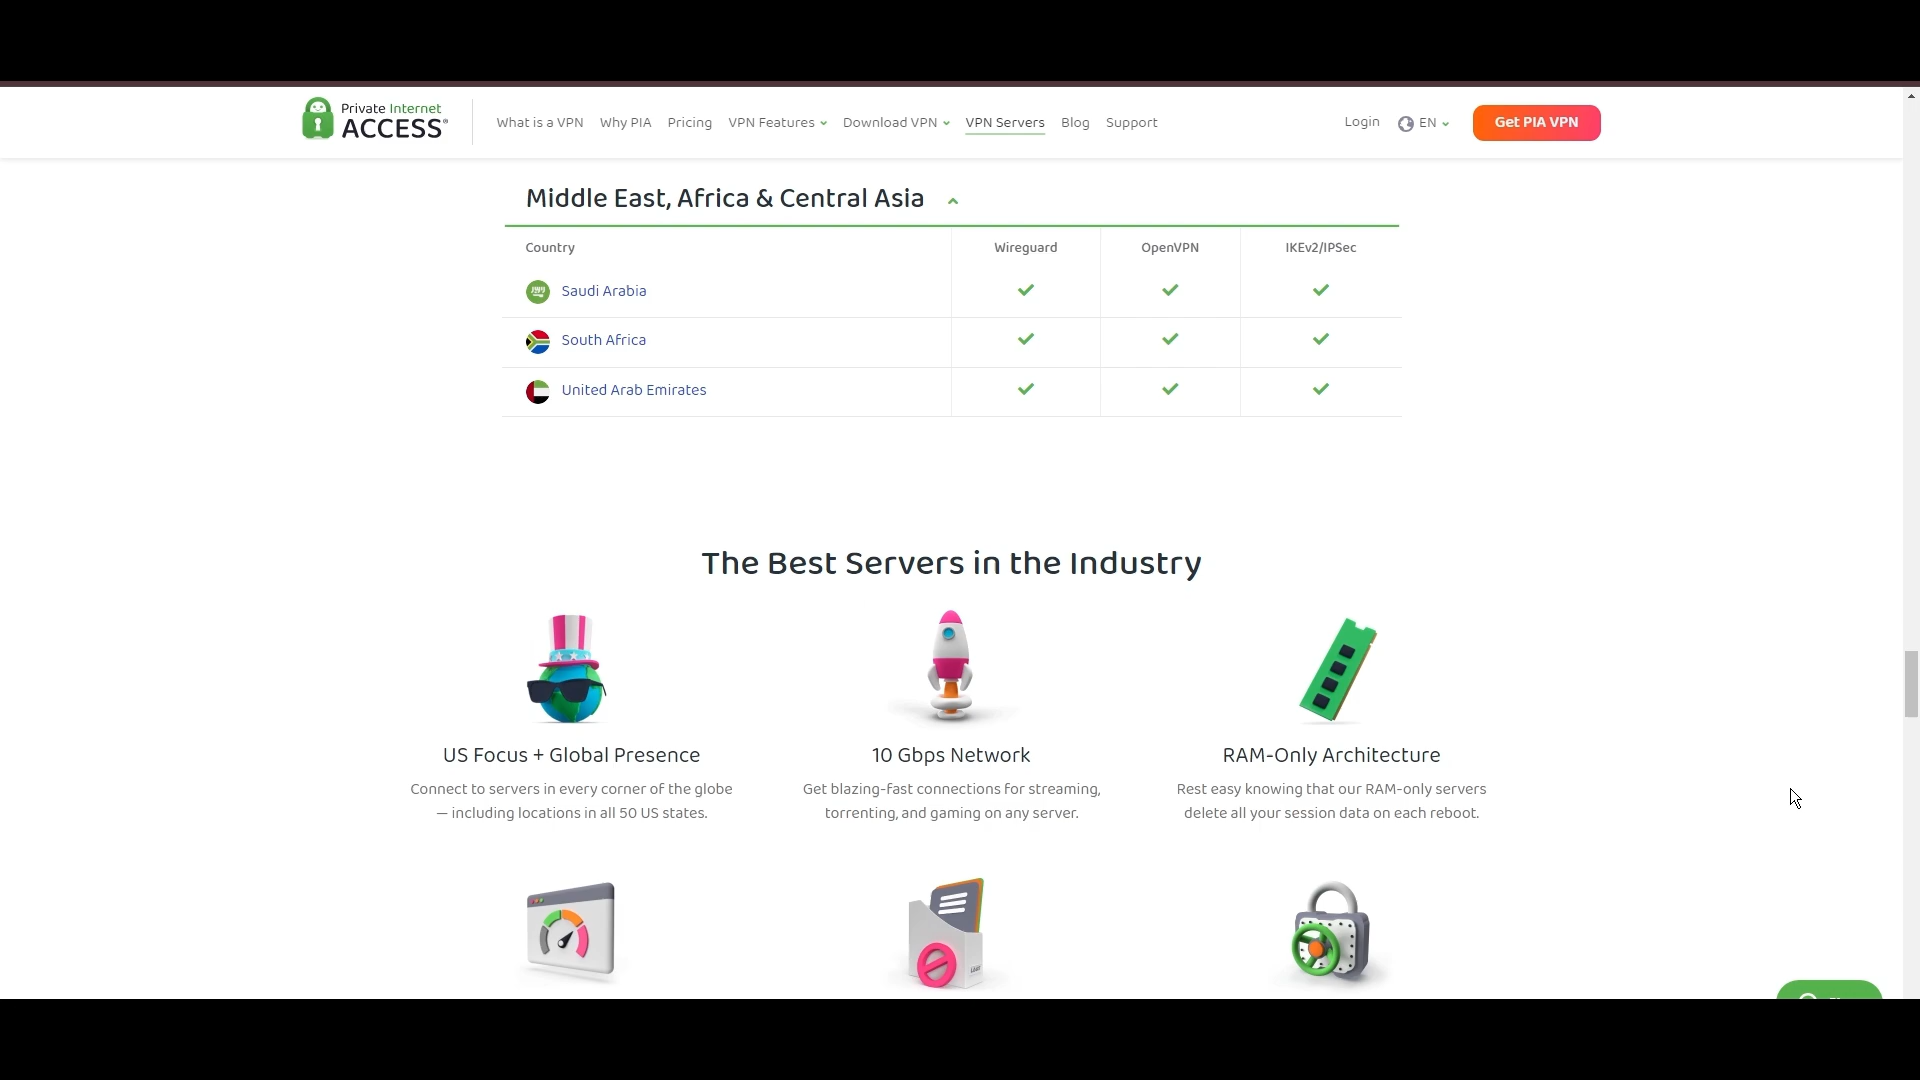 Private Internet
ACCESS®
What is a VPN Why PIA Pricing VPN Features Download VPN VPN Servers Blog Support
Login EN Get PIA VPN
Middle East, Africa & Central Asia
Country Wireguard OpenVPN IKEv2/IPSec
Saudi Arabia
South Africa
United Arab Emirates
The Best Servers in the Industry
US Focus + Global Presence
Connect to servers in every corner of the globe
— including locations in all 50 US states.
10 Gbps Network
Get blazing-fast connections for streaming,
torrenting, and gaming on any server.
RAM-Only Architecture
Rest easy knowing that our RAM-only servers
delete all your session data on each reboot.